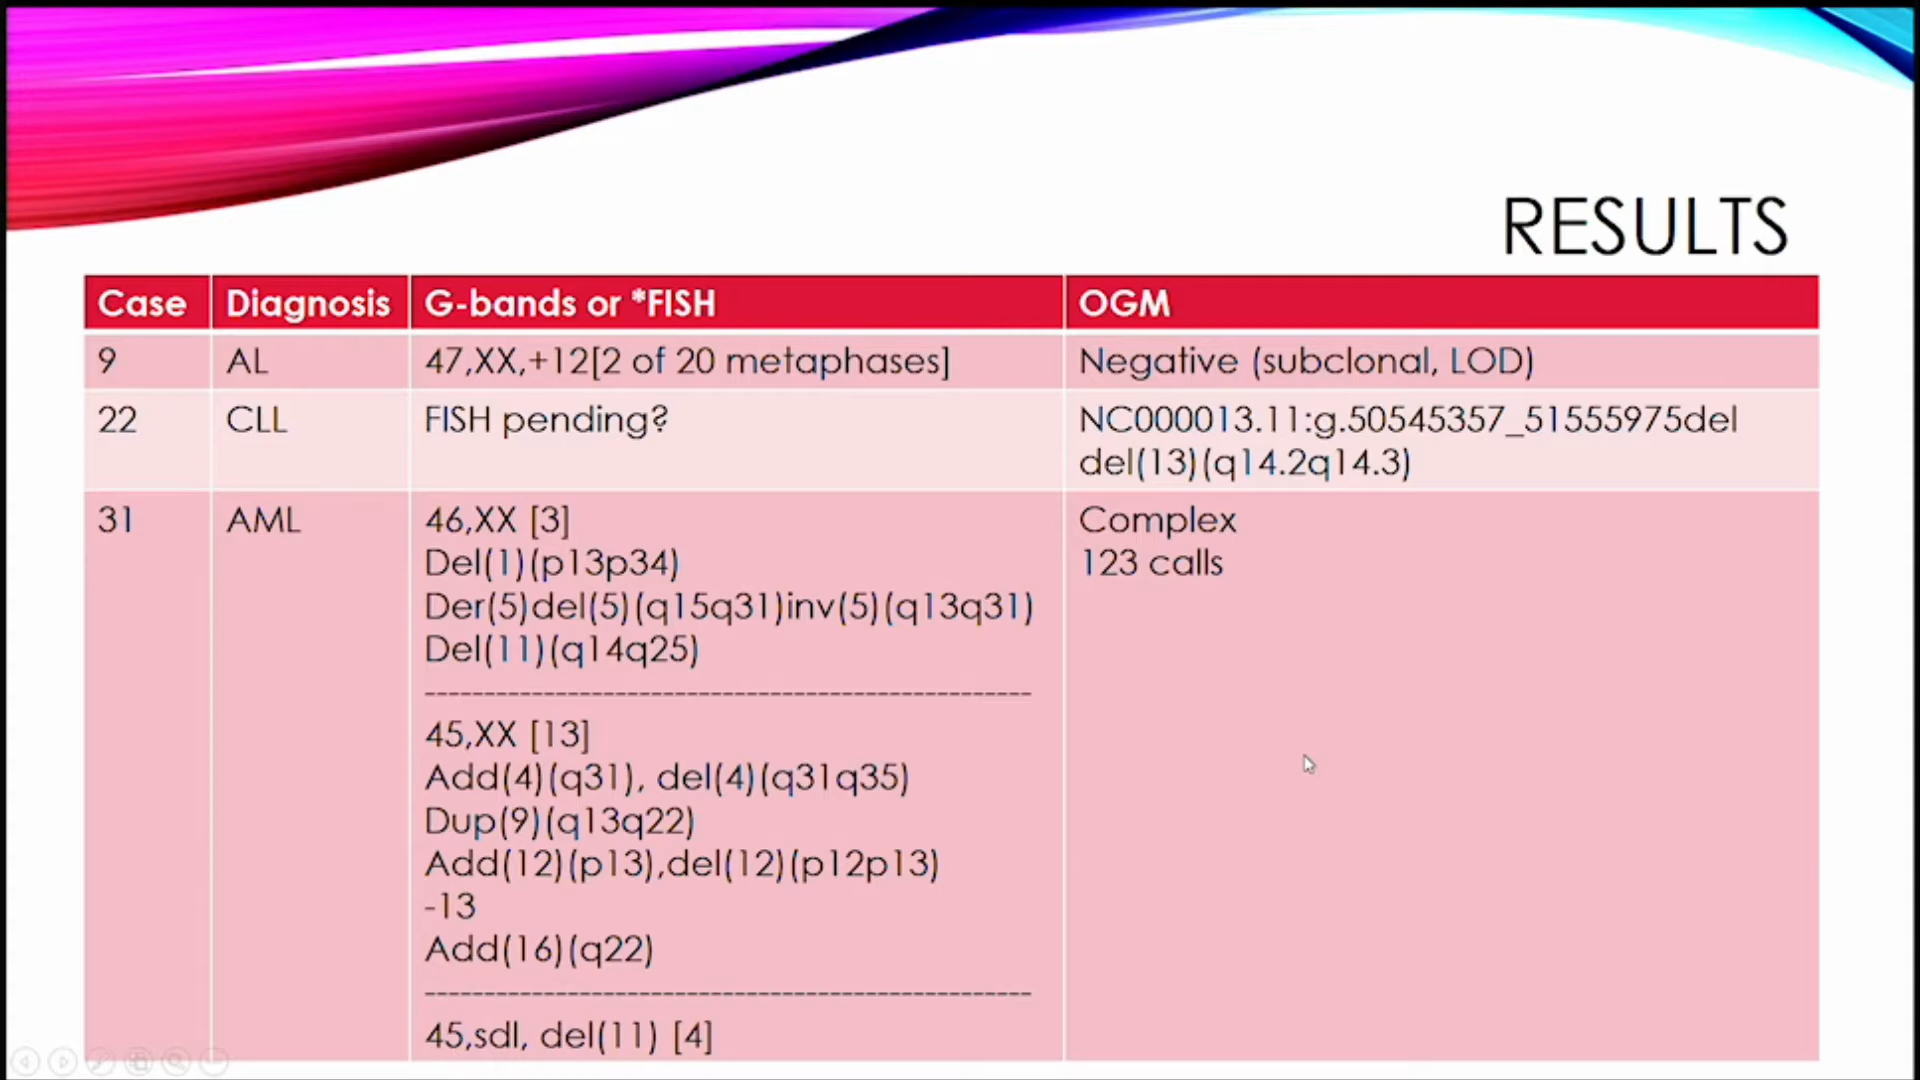 RESULTS
Case Diagnosis G-bands or *FISH OGM
9 AL 47,XX,+12[2 of 20 metaphases] Negative (subclonal, LOD)
22 CLL FISH pending? NC000013.11:g.50545357_51555975del
del(13)(q14.2q14.3)
31 AML 46,XX [3] Complex
Del(1)(p13p34) 123 calls
Der(5)del(5)(q15q31)inv(5)(q13q31)
Del(11)(q14q25)
--------------------------------------------------
45,XX [13]
Add(4)(q31), del(4)(q31q35)
Dup(9)(q13q22)
Add(12)(p13),del(12)(p12p13)
-13
Add(16)(q22)
--------------------------------------------------
45,sdl, del(11) [4]